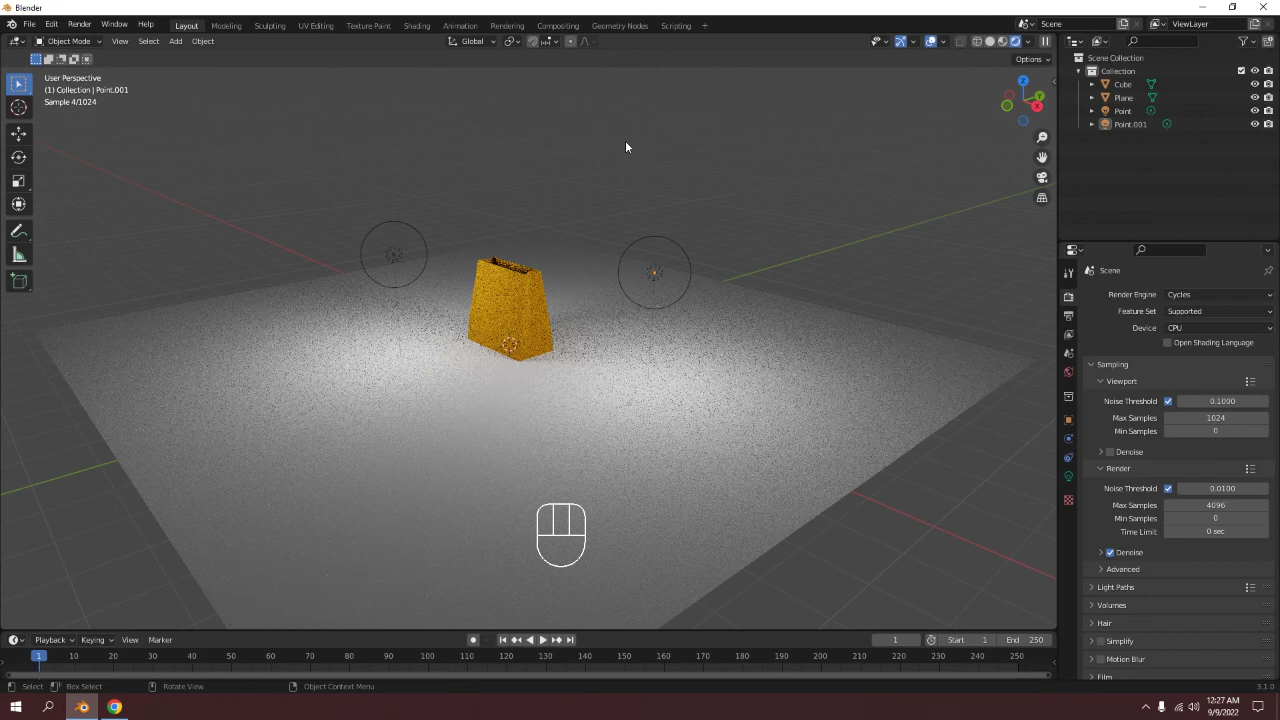 Blender
File Edit Render Window Help Layout Modeling Sculpting UV Editing Texture Paint Shading Animation Rendering Compositing Geometry Nodes Scripting + Scene ViewLayer
Object Mode View Select Add Object Global
Options
User Perspective
(1) Collection | Point.001
Sample 4/1024
Z
Y
X
Scene Collection
Collection
Cube
Plane
Point
Point.001
Scene
Render Engine Cycles
Feature Set Supported
Device CPU
Open Shading Language
Sampling
Viewport
Noise Threshold 0.1000
Max Samples 1024
Min Samples 0
Denoise
Render
Noise Threshold 0.0100
Max Samples 4096
Min Samples 0
Time Limit 0 sec
Denoise
Advanced
Light Paths
Volumes
Hair
Simplify
Motion Blur
Film
Playback Keying View Marker 1 Start 1 End 250
1 10 20 30 40 50 60 70 80 90 100 110 120 130 140 150 160 170 180 190 200 210 220 230 240 250
Select Box Select Rotate View Object Context Menu 3.1.0
12:27 AM
9/9/2022